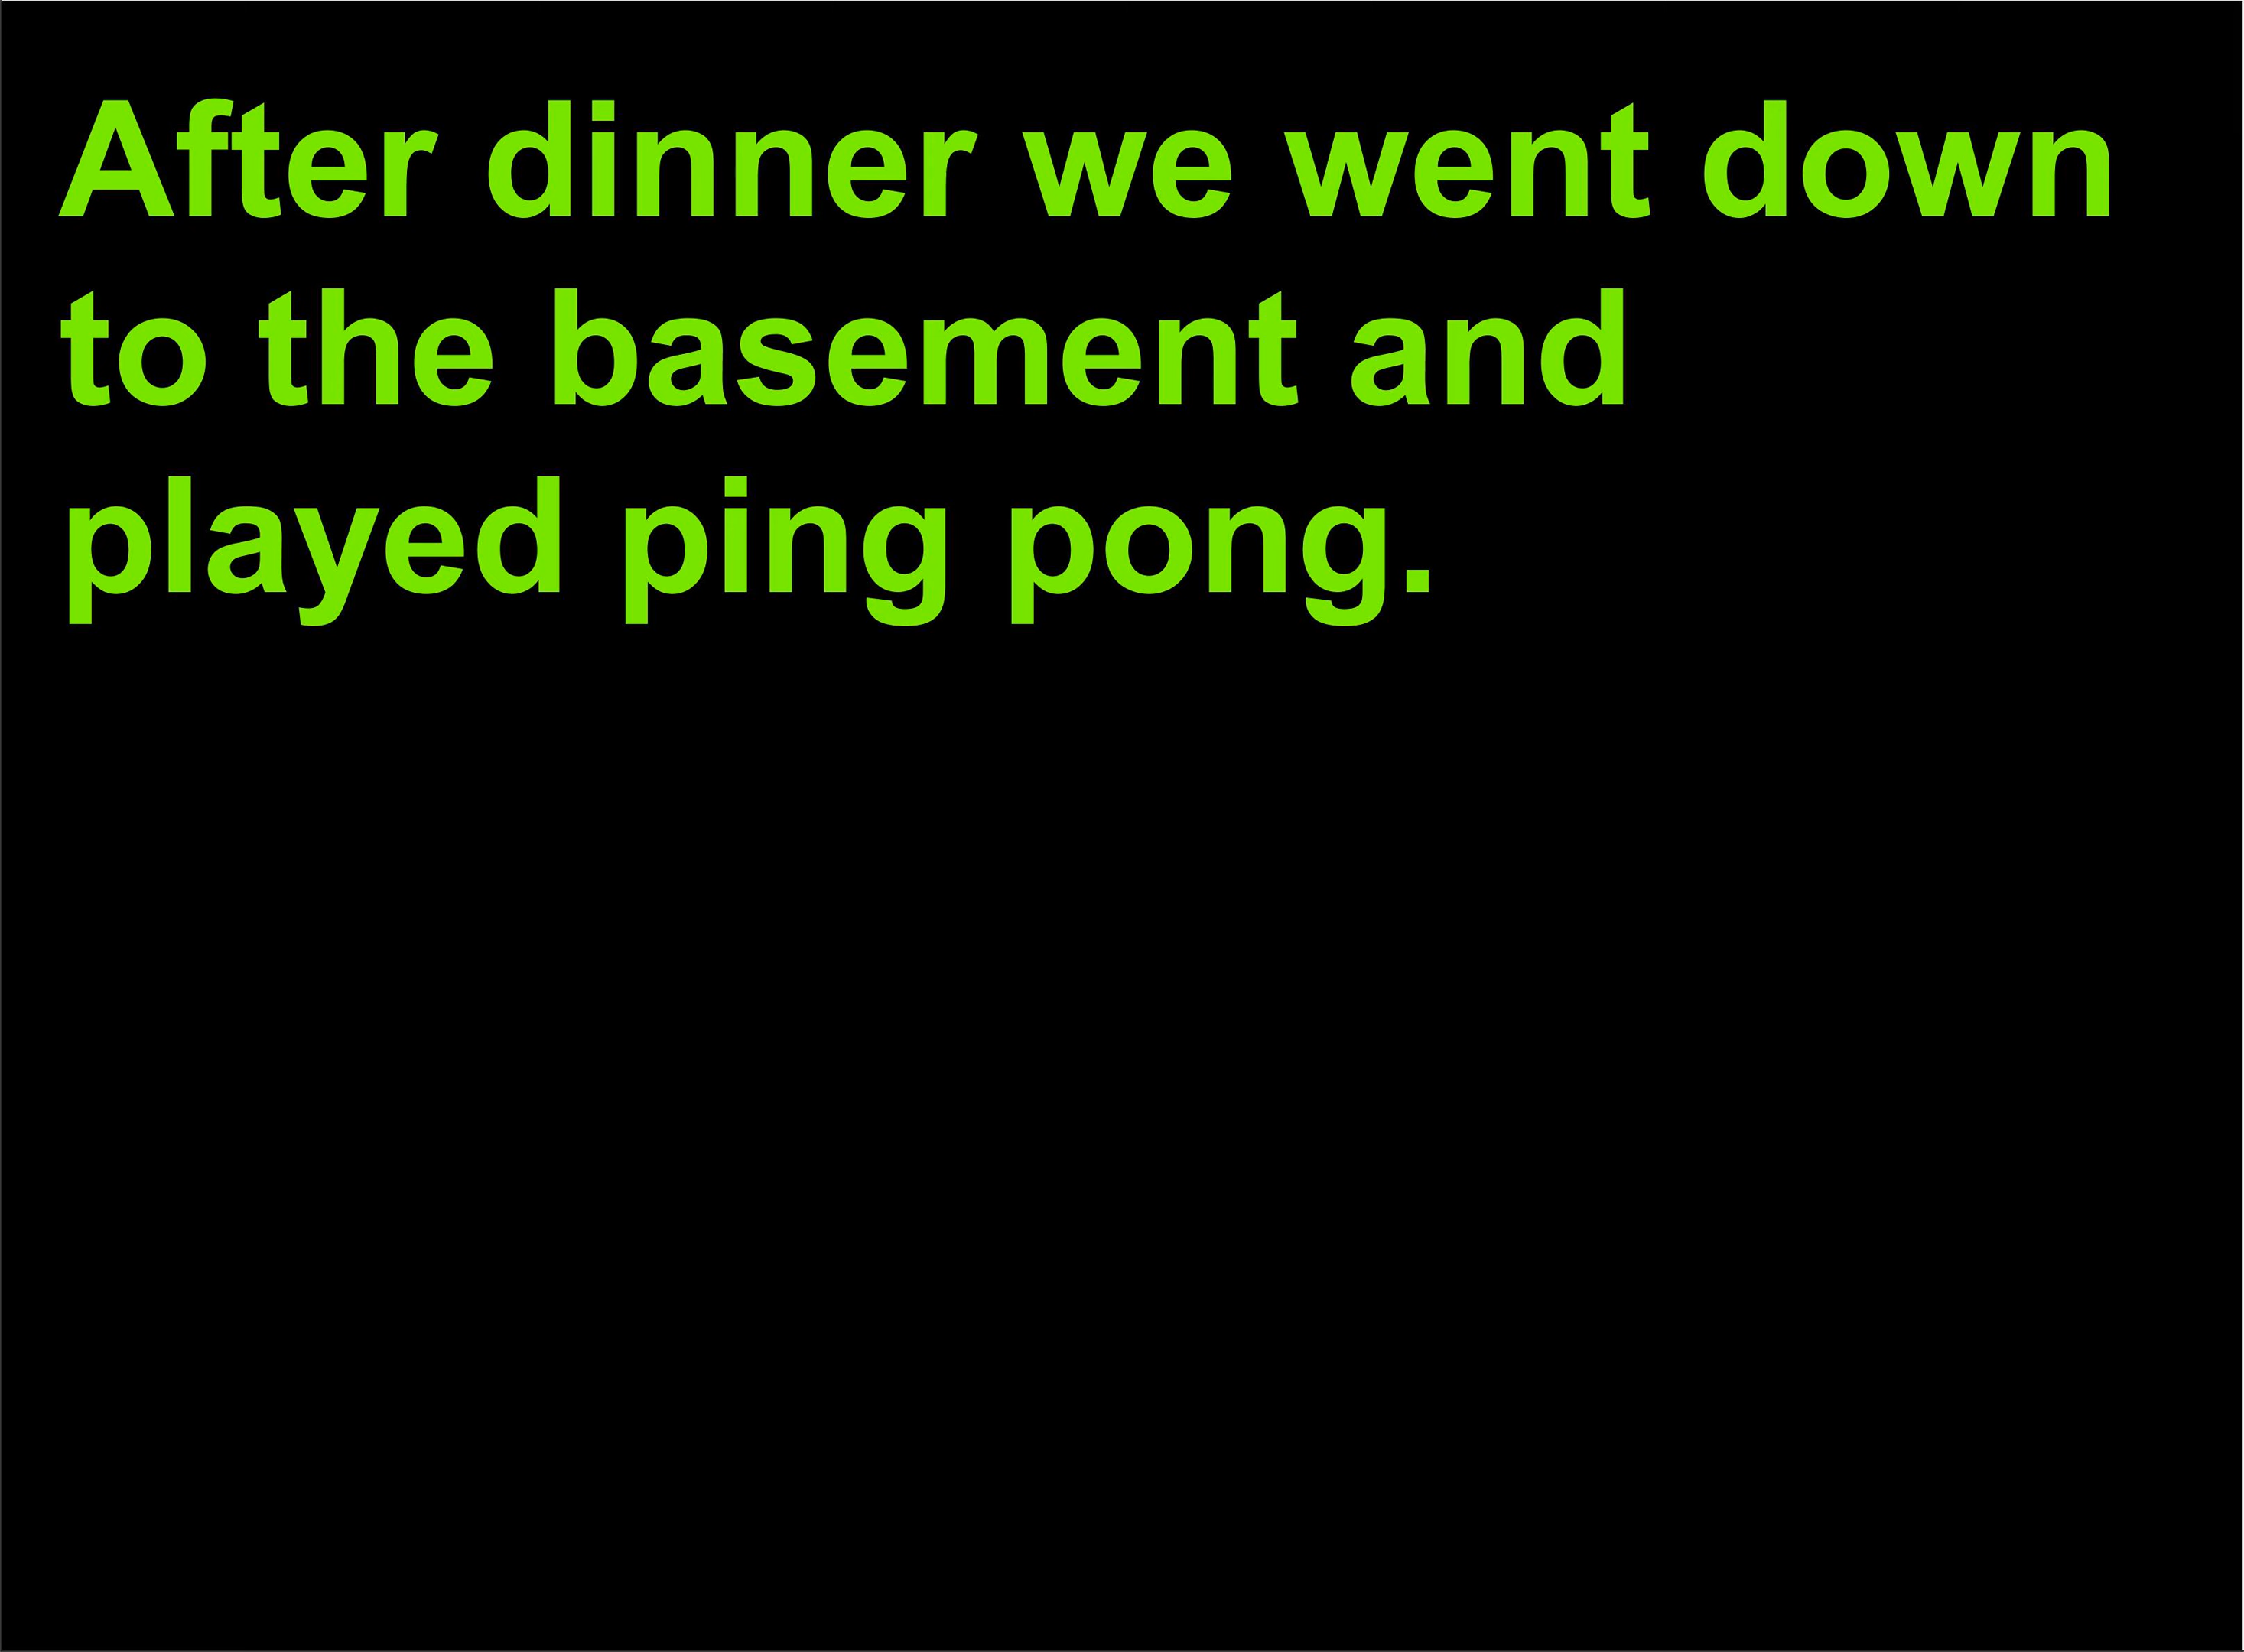 After dinner we went down
to the basement and
played ping pong.